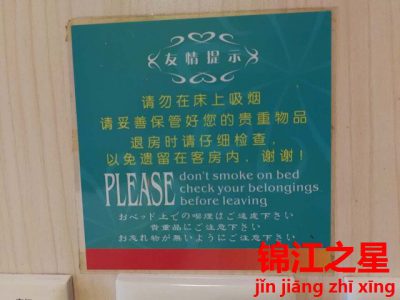 友情提示
请勿在床上吸烟
请妥善保管好您的贵重物品
退房时请仔细检查，
以免遗留在客房内，谢谢！
PLEASE don't smoke on bed
check your belongings
before leaving
おベッド上での喫煙はご遠慮下さい
貴重品にご注意下さい
お忘れ物が無いようにご注意下さい
锦江之星
jǐn jiāng zhī xīng